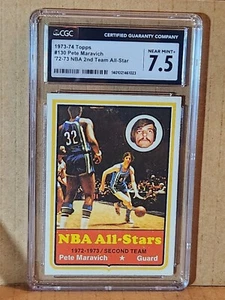 CGC
CERTIFIED GUARANTY COMPANY
1973-74 Topps
#130 Pete Maravich
'72-73 NBA 2nd Team All-Star
NEAR MINT+
7.5
32
NBA All-Stars
1972-1973 / SECOND TEAM
Pete Maravich ★ Guard